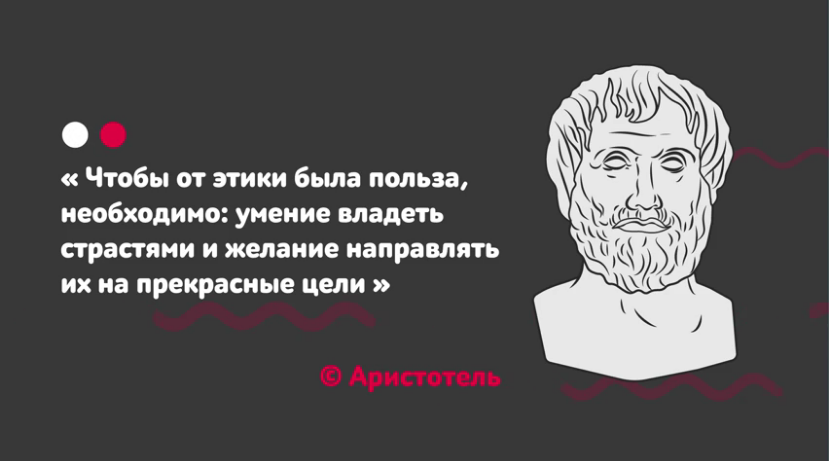 « Чтобы от этики была польза,
необходимо: умение владеть
страстями и желание направлять
их на прекрасные цели »
© Аристотель